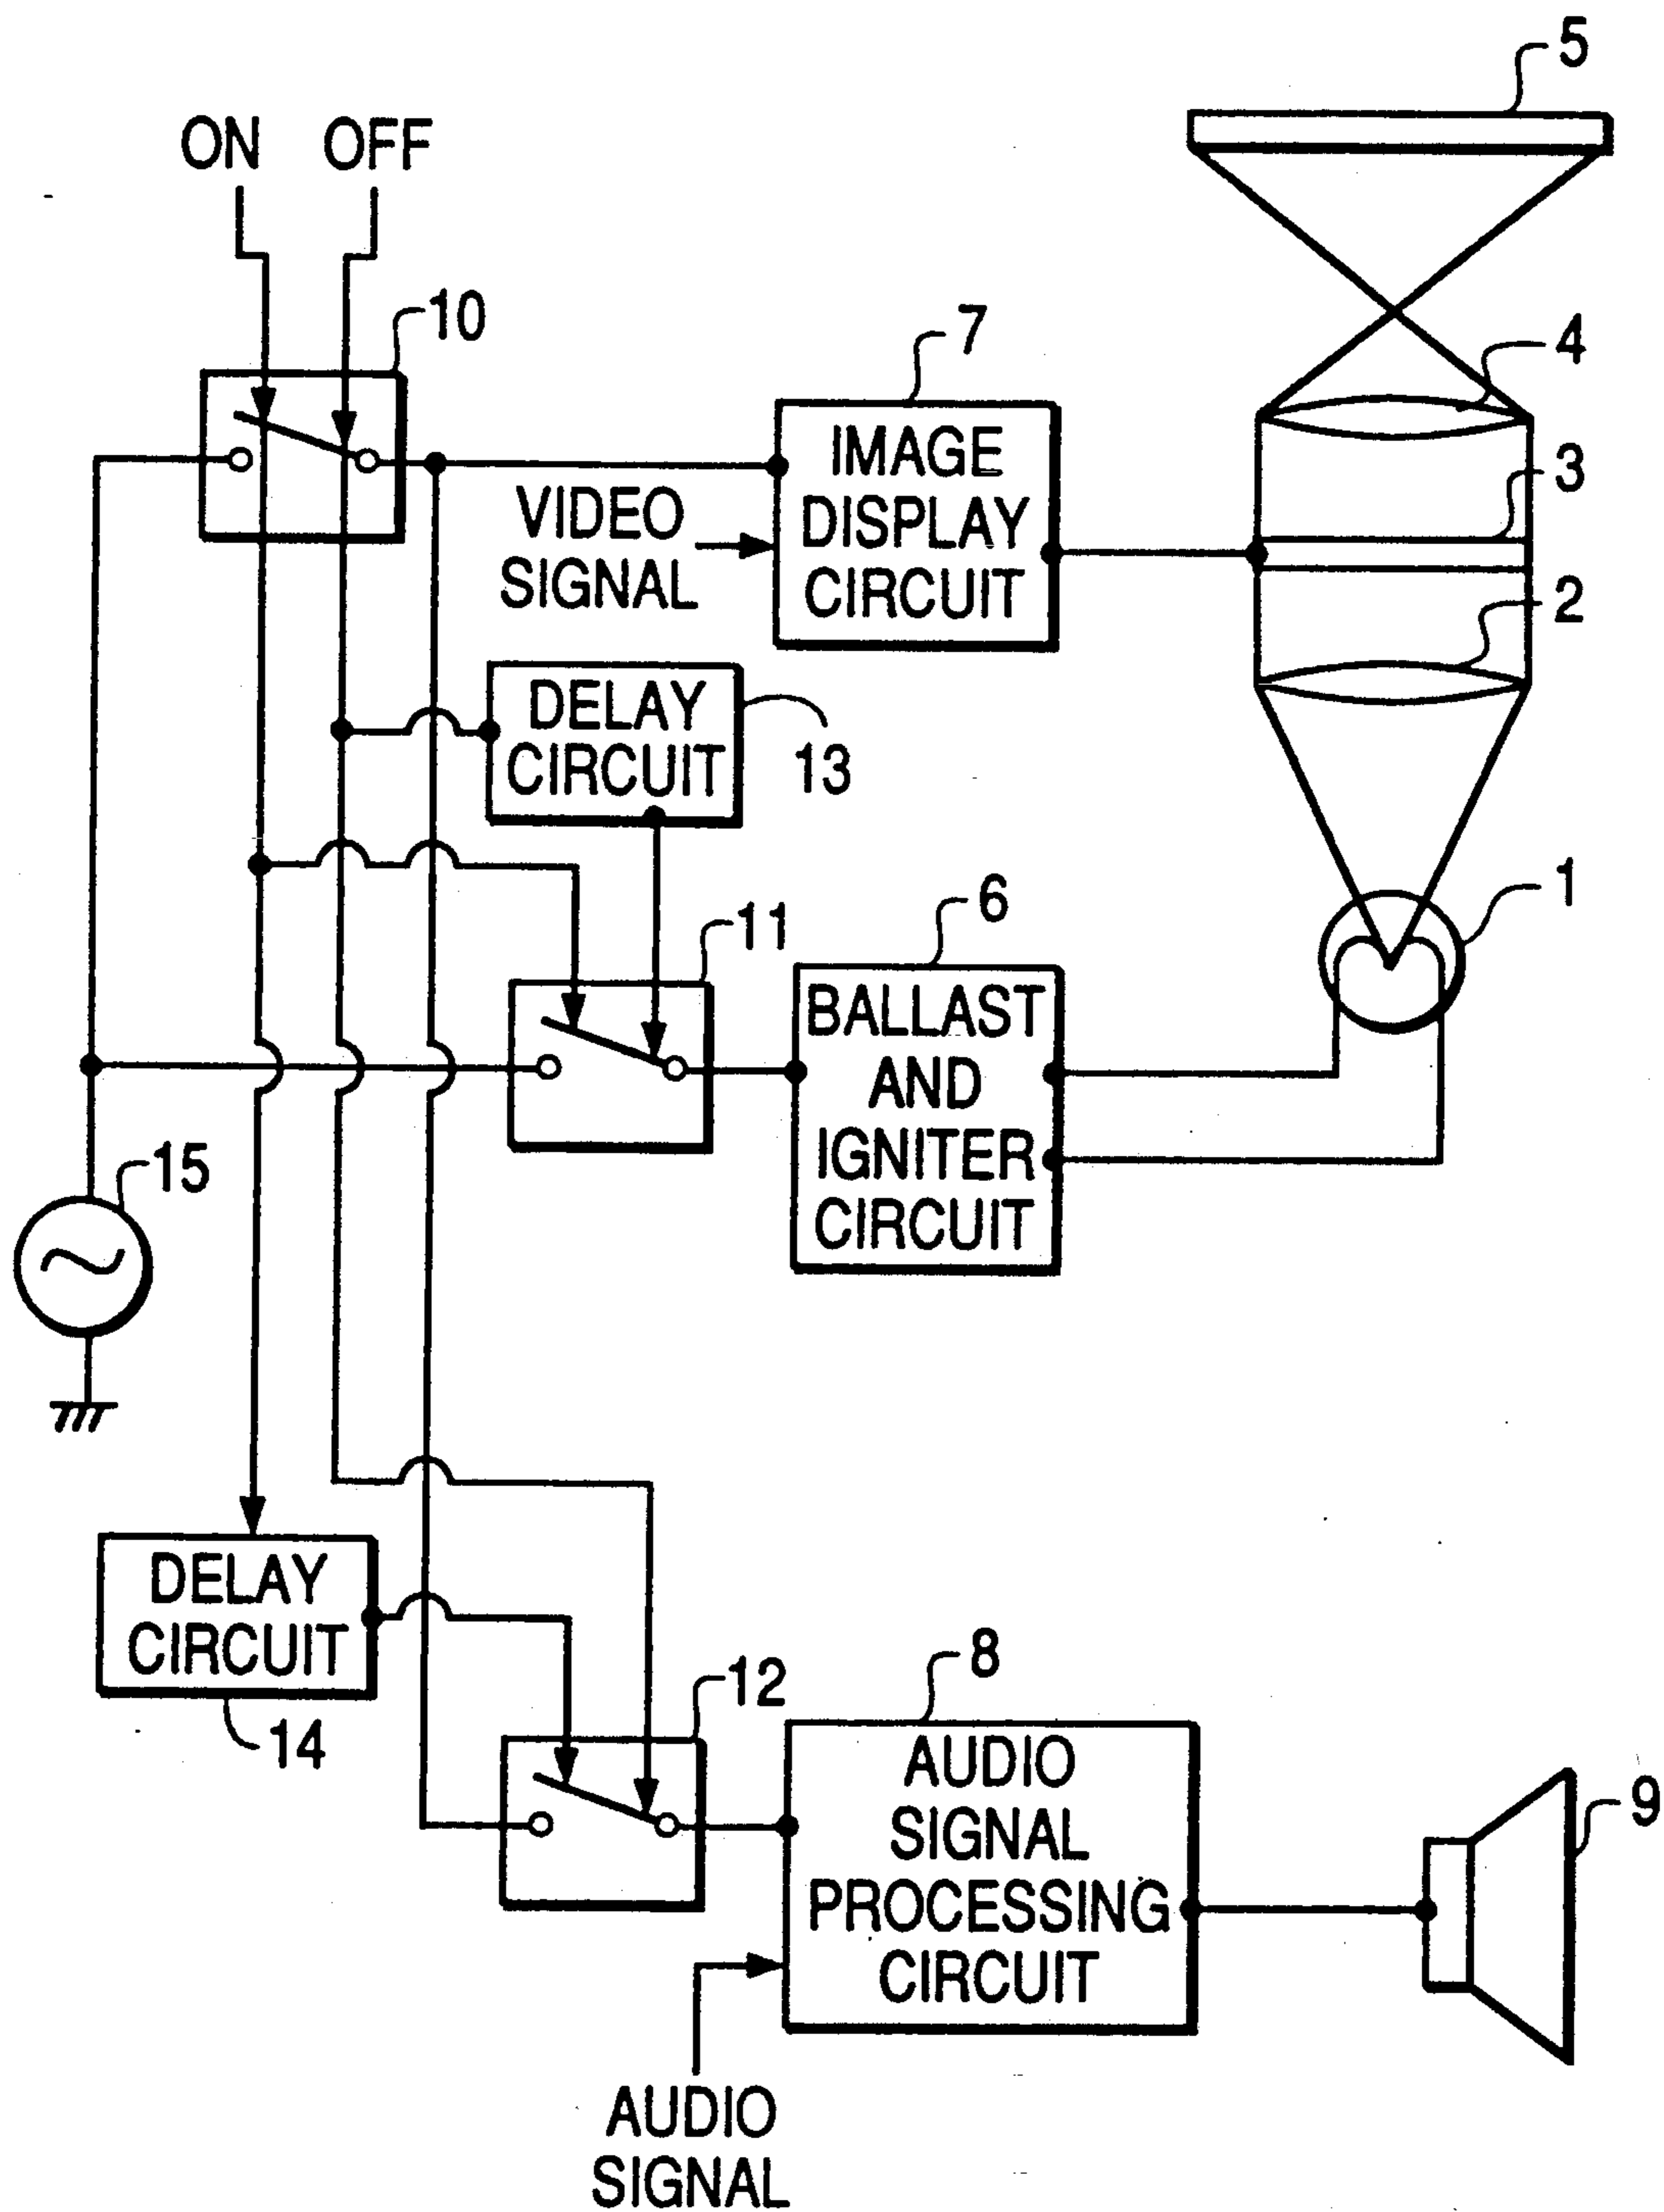 5
ON OFF
10
7
4
IMAGE
DISPLAY
CIRCUIT
3
VIDEO
SIGNAL
2
DELAY
CIRCUIT
13
1
11
6
BALLAST
AND
IGNITER
CIRCUIT
15
DELAY
CIRCUIT
14
12
8
AUDIO
SIGNAL
PROCESSING
CIRCUIT
9
AUDIO
SIGNAL